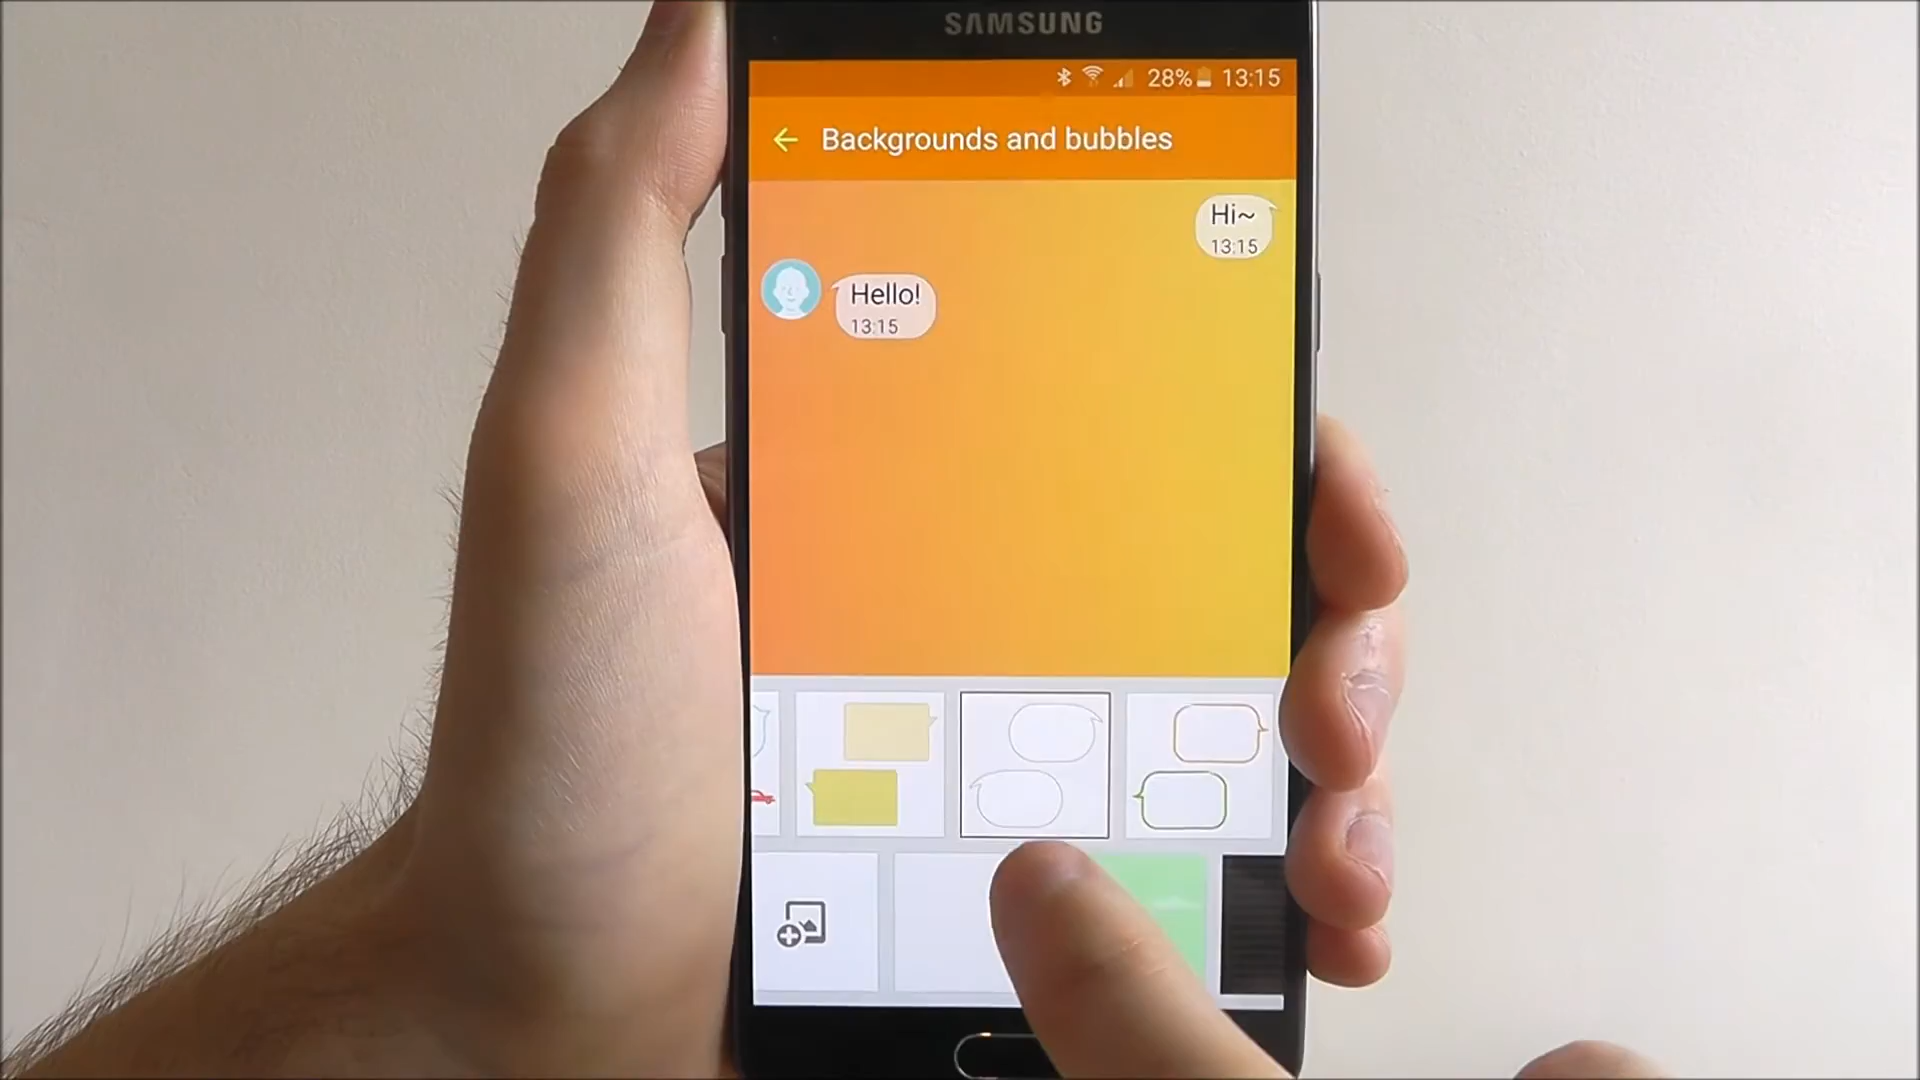 SAMSUNG
28% 13:15
Backgrounds and bubbles
Hi~
13:15
Hello!
13:15